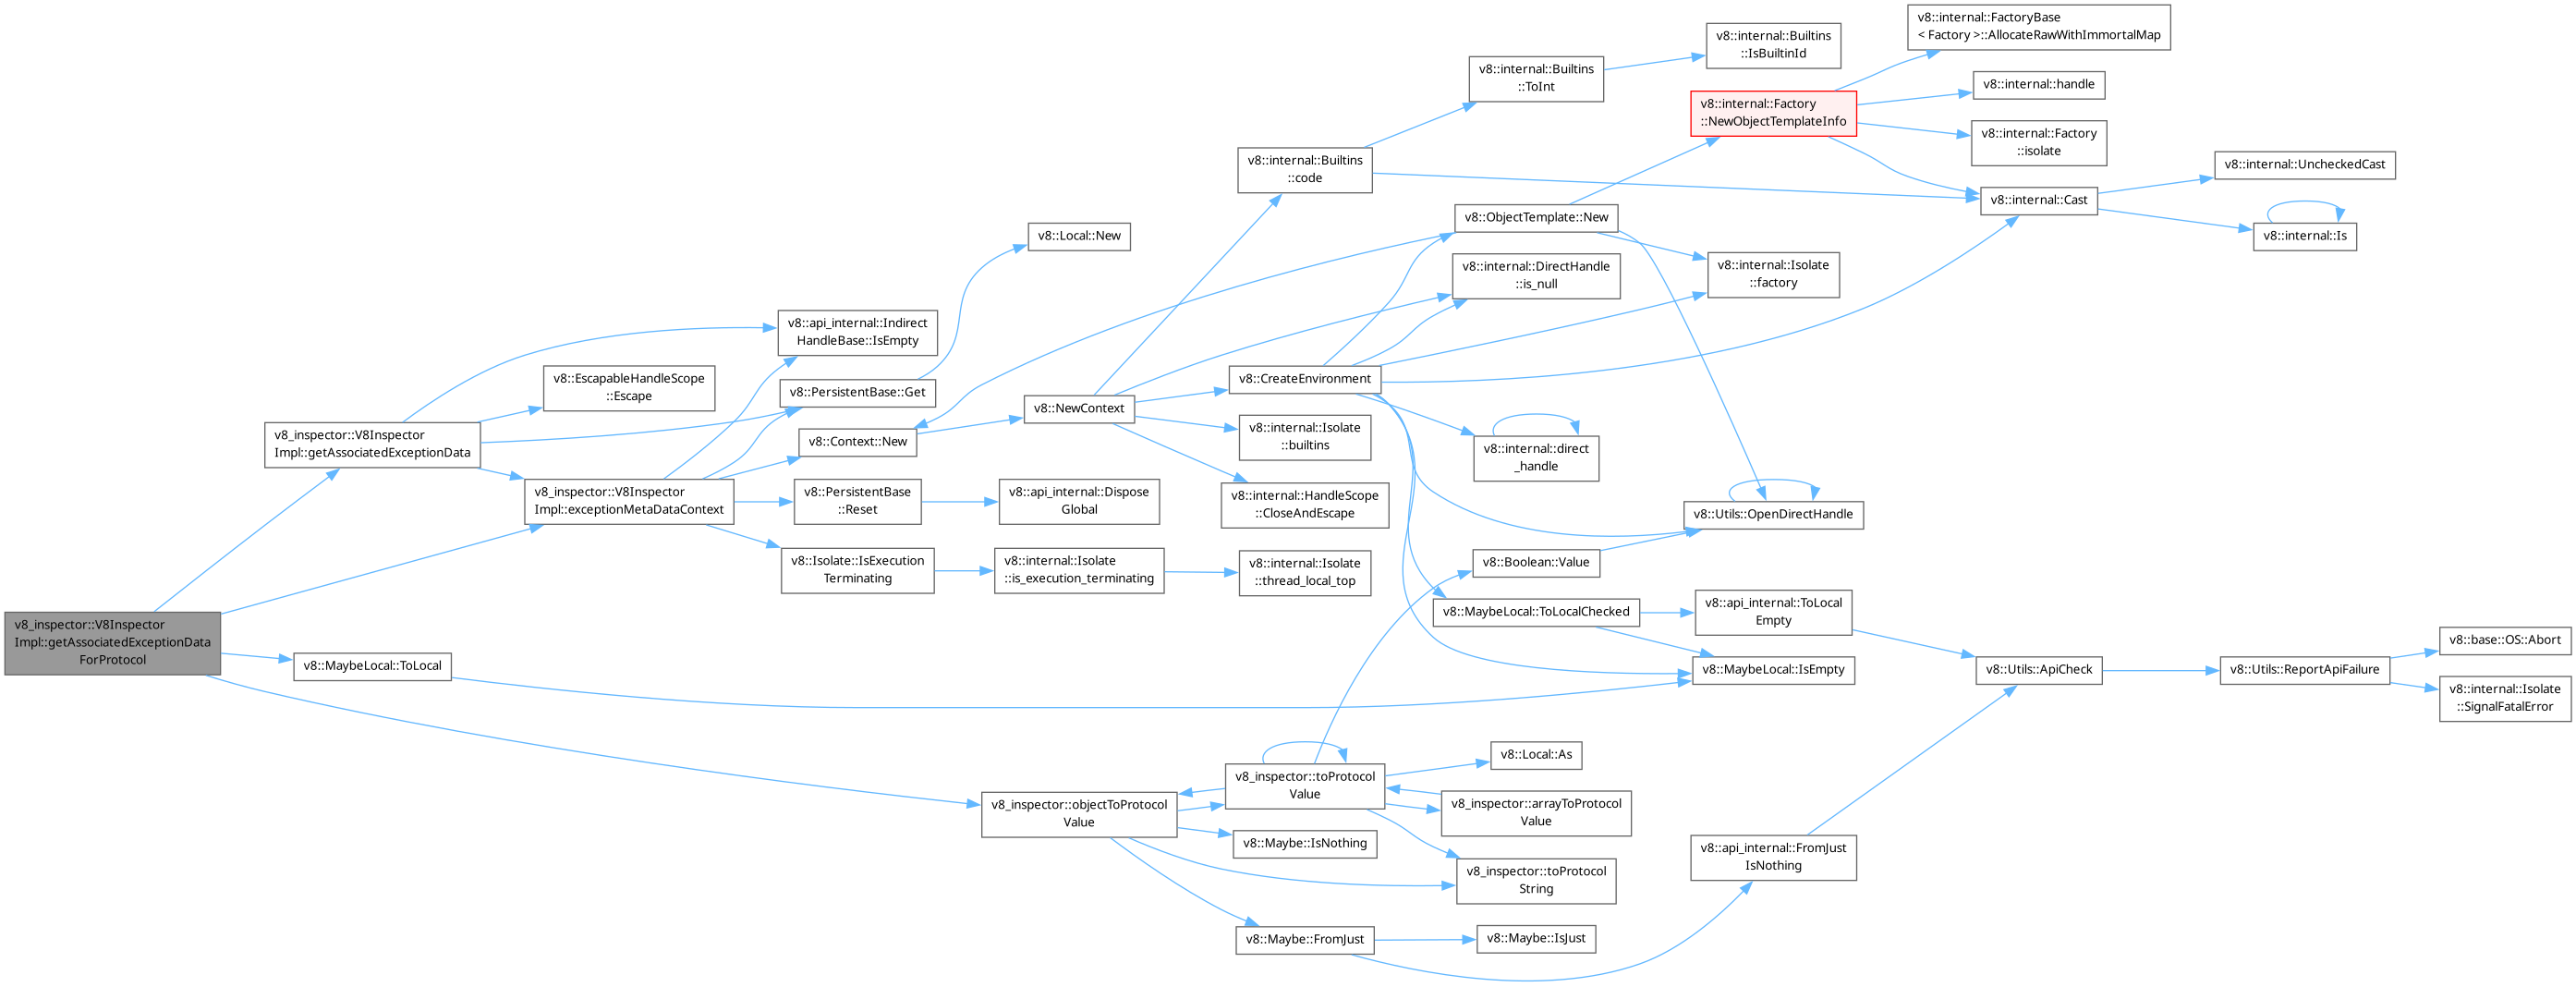 v8_inspector::V8Inspector
Impl::getAssociatedExceptionData
ForProtocol
v8_inspector::V8Inspector
Impl::getAssociatedExceptionData
v8::MaybeLocal::ToLocal
v8::EscapableHandleScope
::Escape
v8_inspector::V8Inspector
Impl::exceptionMetaDataContext
v8::api_internal::Indirect
HandleBase::IsEmpty
v8::PersistentBase::Get
v8::Context::New
v8::PersistentBase
::Reset
v8::Isolate::IsExecution
Terminating
v8::Local::New
v8::NewContext
v8::api_internal::Dispose
Global
v8::internal::Isolate
::is_execution_terminating
v8_inspector::objectToProtocol
Value
v8::internal::Builtins
::code
v8::CreateEnvironment
v8::internal::Isolate
::builtins
v8::internal::HandleScope
::CloseAndEscape
v8::internal::Isolate
::thread_local_top
v8_inspector::toProtocol
Value
v8::Maybe::IsNothing
v8::Maybe::FromJust
v8::internal::Builtins
::ToInt
v8::ObjectTemplate::New
v8::internal::DirectHandle
::is_null
v8::internal::direct
_handle
v8::Boolean::Value
v8::MaybeLocal::ToLocalChecked
v8::Local::As
v8_inspector::arrayToProtocol
Value
v8_inspector::toProtocol
String
v8::Maybe::IsJust
v8::internal::Builtins
::IsBuiltinId
v8::internal::Factory
::NewObjectTemplateInfo
v8::internal::Isolate
::factory
v8::Utils::OpenDirectHandle
v8::api_internal::ToLocal
Empty
v8::MaybeLocal::IsEmpty
v8::api_internal::FromJust
IsNothing
v8::internal::FactoryBase
< Factory >::AllocateRawWithImmortalMap
v8::internal::handle
v8::internal::Factory
::isolate
v8::internal::Cast
v8::Utils::ApiCheck
v8::internal::UncheckedCast
v8::internal::Is
v8::Utils::ReportApiFailure
v8::base::OS::Abort
v8::internal::Isolate
::SignalFatalError